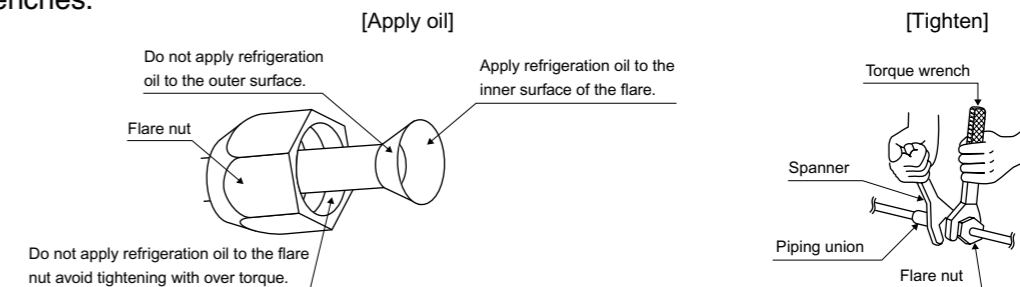 enches.
[Apply oil]
Do not apply refrigeration
oil to the outer surface.
Apply refrigeration oil to the
inner surface of the flare.
Flare nut
Do not apply refrigeration oil to the flare
nut avoid tightening with over torque.
[Tighten]
Torque wrench
Spanner
Piping union
Flare nut